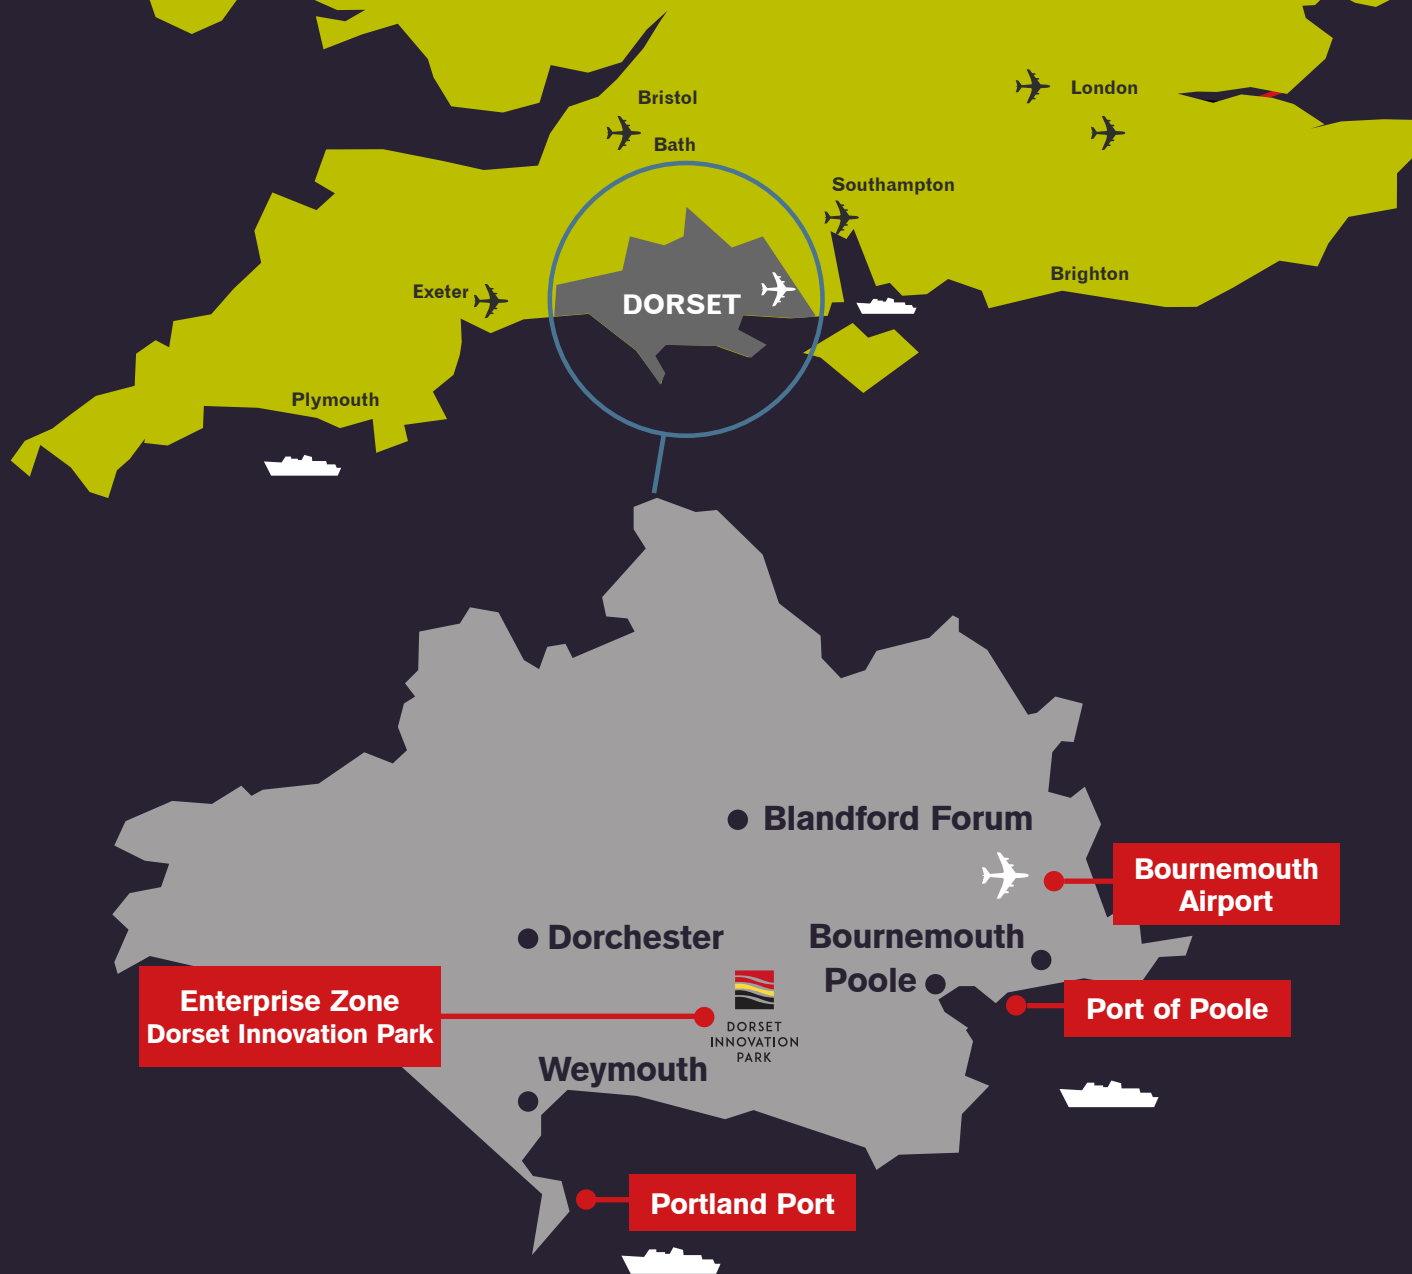 Bristol
London
Bath
Southampton
Brighton
Exeter
DORSET
Plymouth
Blandford Forum
Bournemouth
Airport
Dorchester
Bournemouth
Poole
Enterprise Zone
Dorset Innovation Park
Port of Poole
DORSET
INNOVATION
PARK
Weymouth
Portland Port